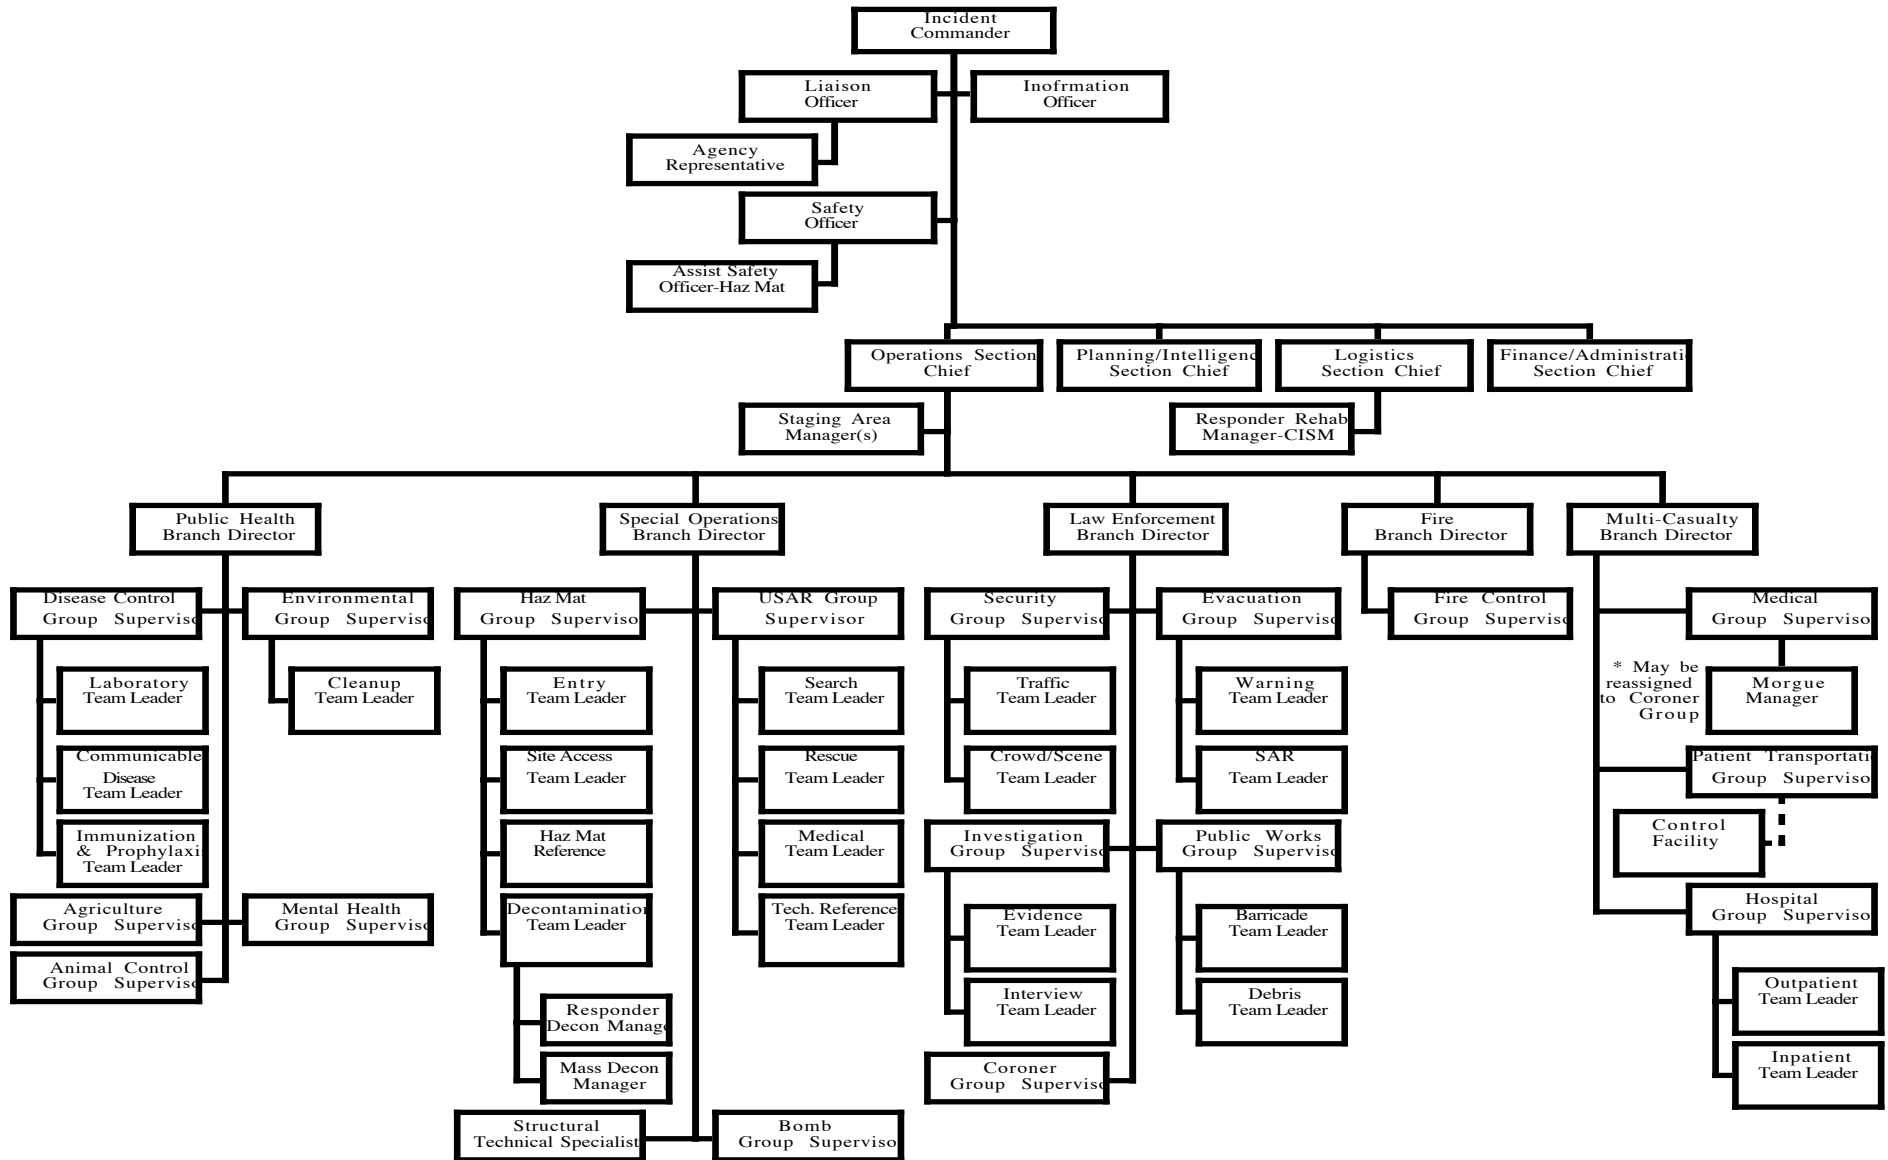 Incident
Commander
Liaison
Officer
Inofrmation
Officer
Agency
Representative
Safety
Officer
Assist Safety
Officer-Haz Mat
Operations Section
Chief
Planning/Intelligenc
Section Chief
Logistics
Section Chief
Finance/Administrati
Section Chief
Staging Area
Manager(s)
Responder Rehab
Manager-CISM
Public Health
Branch Director
Special Operations
Branch Director
Law Enforcement
Branch Director
Fire
Branch Director
Multi-Casualty
Branch Director
Disease Control
Group Superviso
Environmental
Group Superviso
Haz Mat
Group Superviso
USAR Group
Supervisor
Security
Group Superviso
Evacuation
Group Superviso
Fire Control
Group Superviso
Medical
Group Superviso
Laboratory
Team Leader
Cleanup
Team Leader
Entry
Team Leader
Search
Team Leader
Traffic
Team Leader
Warning
Team Leader
* May be
reassigned
to Coroner
Group
Morgue
Manager
Communicable
Disease
Team Leader
Site Access
Team Leader
Rescue
Team Leader
Crowd/Scene
Team Leader
SAR
Team Leader
Patient Transportati
Group Superviso
Immunization
& Prophylaxis
Team Leader
Haz Mat
Reference
Medical
Team Leader
Investigation
Group Superviso
Public Works
Group Superviso
Control
Facility
Agriculture
Group Superviso
Mental Health
Group Superviso
Decontamination
Team Leader
Tech. Reference
Team Leader
Evidence
Team Leader
Barricade
Team Leader
Hospital
Group Superviso
Animal Control
Group Superviso
Responder
Decon Manage
Interview
Team Leader
Debris
Team Leader
Outpatient
Team Leader
Mass Decon
Manager
Coroner
Group Superviso
Inpatient
Team Leader
Structural
Technical Specialist
Bomb
Group Superviso